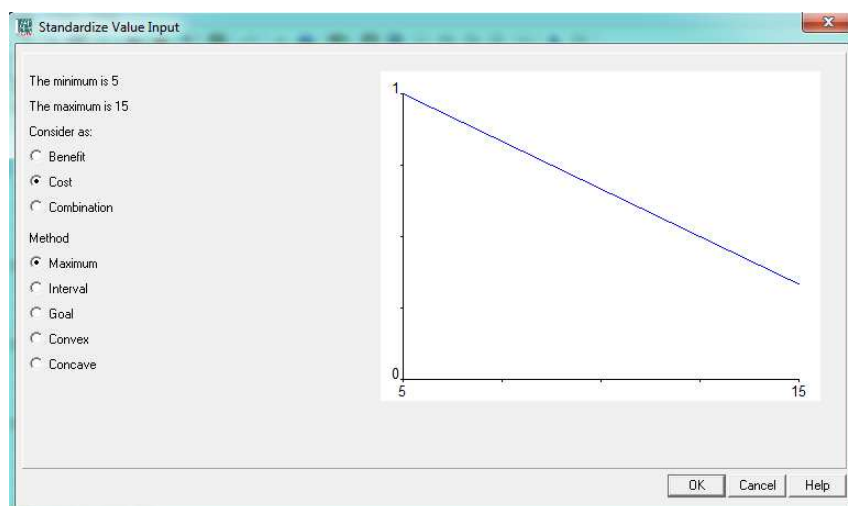 Standardize Value Input
The minimum is 5
The maximum is 15
Consider as:
Benefit
Cost
Combination
Method
Maximum
Interval
Goal
Convex
Concave
1
0
5
15
OK
Cancel
Help